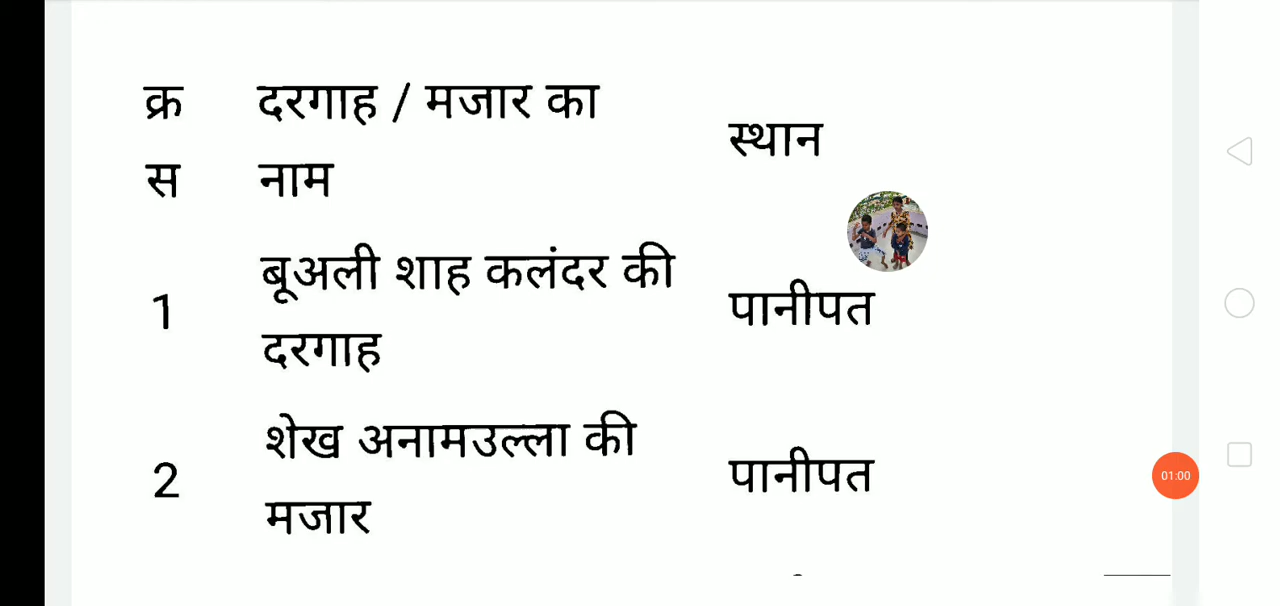 क्र दरगाह / मजार का
स नाम
स्थान
बूअली शाह कलंदर की
1 पानीपत
दरगाह
शेख अनामउल्ला की
2 पानीपत
मजार
01:00